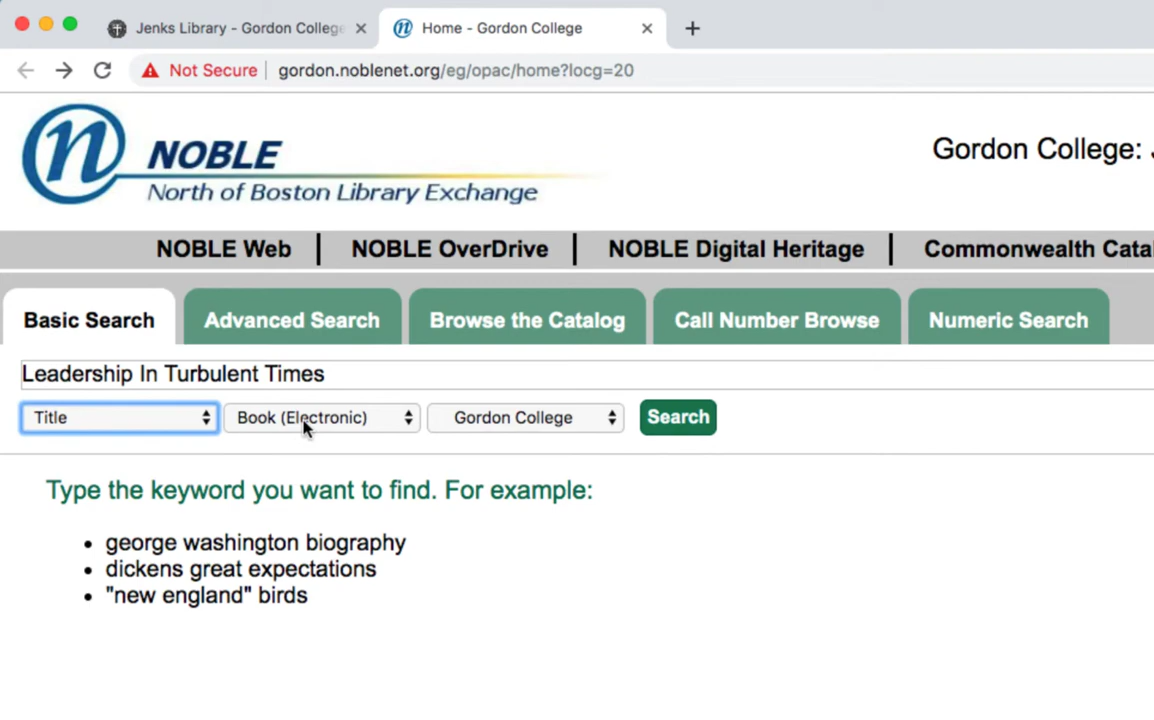 Jenks Library - Gordon College
Home - Gordon College
Not Secure gordon.noblenet.org/eg/opac/home?locg=20
n NOBLE
North of Boston Library Exchange
Gordon College:
NOBLE Web | NOBLE OverDrive | NOBLE Digital Heritage | Commonwealth
Basic Search Advanced Search Browse the Catalog Call Number Browse Numeric Search
Leadership In Turbulent Times
Title Book (Electronic) Gordon College Search
Type the keyword you want to find. For example:
• george washington biography
• dickens great expectations
• "new england" birds